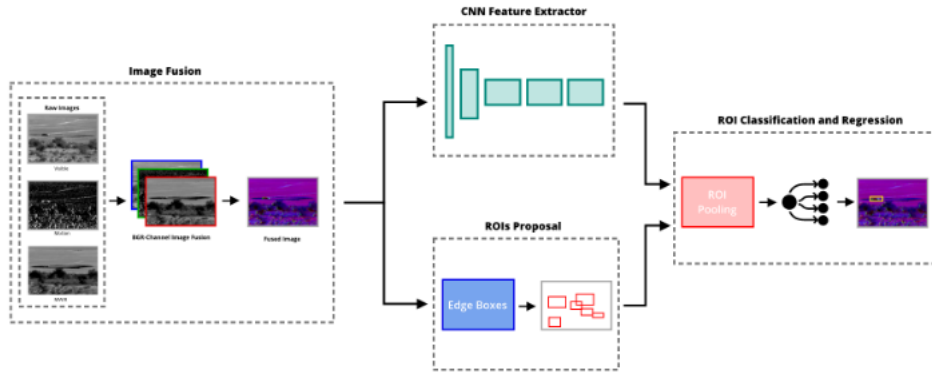 CNN Feature Extractor
Image Fusion
Raw Images
Visible
Motion
MWIR
BGR-Channel Image Fusion
Fused Image
ROIs Proposal
Edge Boxes
ROI Classification and Regression
ROI
Pooling